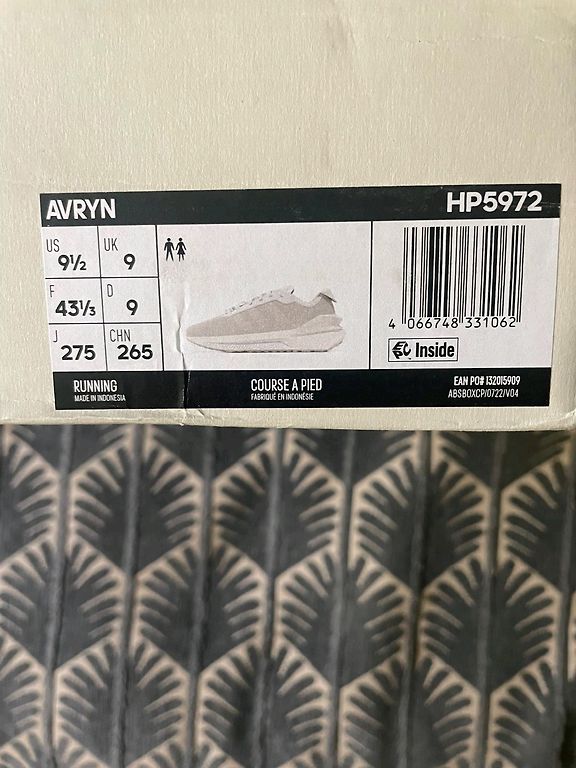 AVRYN HP5972
US 9½ UK 9
F 43⅓ D 9
J 275 CHN 265
4 066748 331062
Inside
RUNNING
MADE IN INDONESIA
COURSE A PIED
FABRIQUÉ EN INDONÉSIE
EAN PO# 132015909
ABSBOXCP/0722/V04